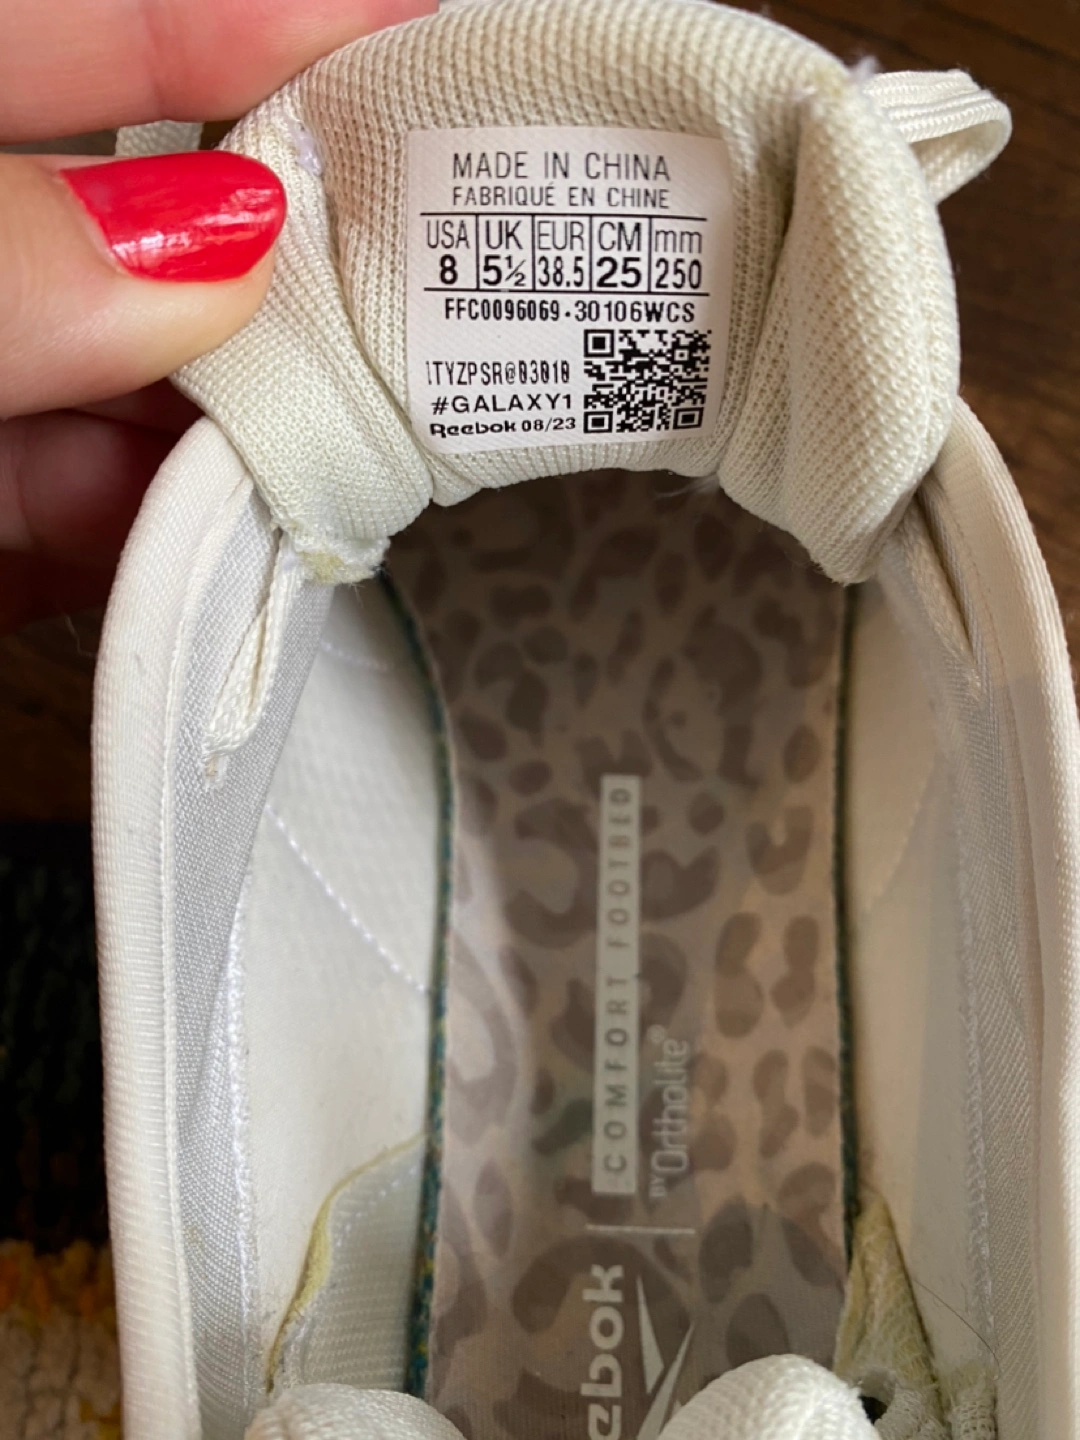 MADE IN CHINA
FABRIQUÉ EN CHINE
USA UK EUR CM mm
8 5½ 38.5 25 250
FFC0096069-30106WCS
1TYZPSR@03010
#GALAXY1
Reebok 08/23
COMFORT FOOTBED
BY Ortholite®
ebok